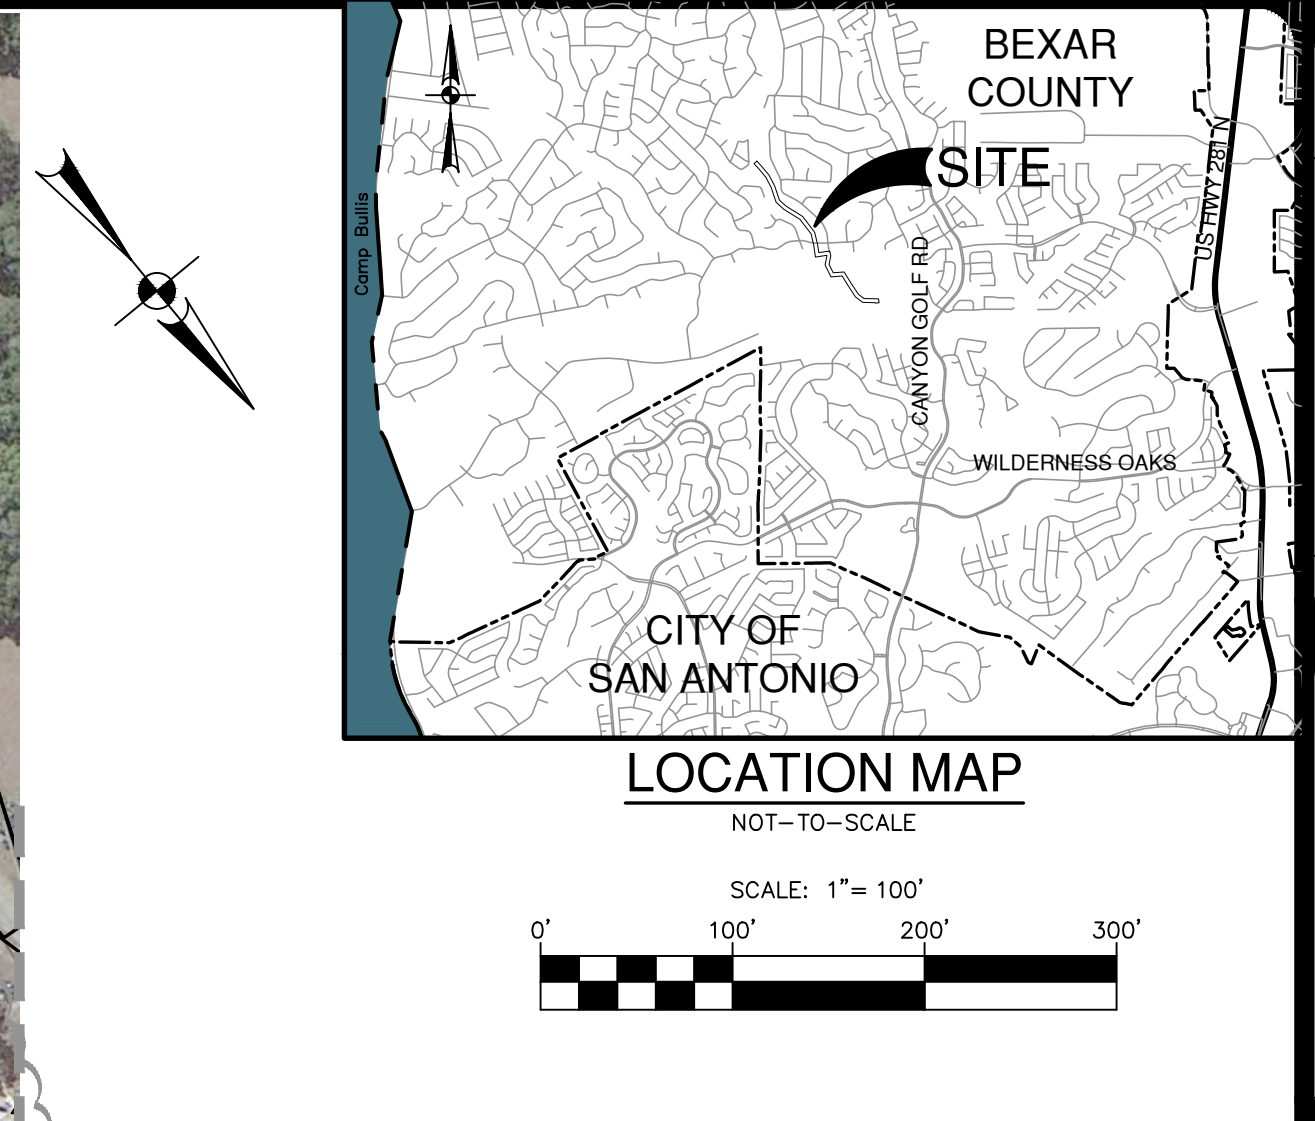 BEXAR
COUNTY
SITE
US HWY 281 N
Camp Bullis
CANYON GOLF RD
WILDERNESS OAKS
CITY OF
SAN ANTONIO
LOCATION MAP
NOT-TO-SCALE
SCALE: 1"= 100'
0' 100' 200' 300'